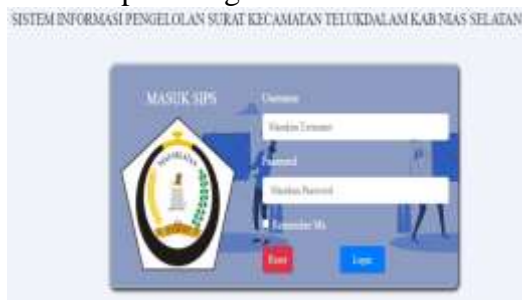 SISTEM INFORMASI PENGELOLAN SURAT KECAMATAN TELUKDALAM KAB NIAS SELATAN
MASUK SIPS
Username
Masukan Username
Password
Masukan Password
Remember Me
Reset
Login